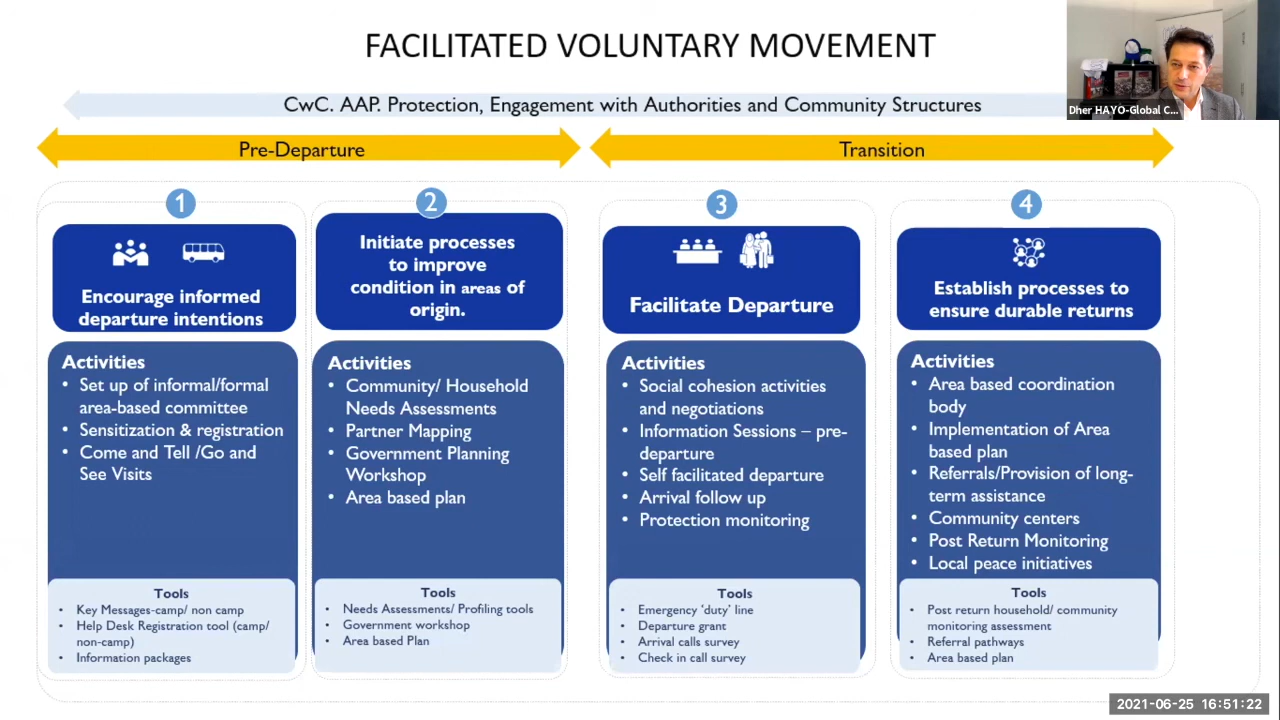 FACILITATED VOLUNTARY MOVEMENT
CwC. AAP. Protection, Engagement with Authorities and Community Structures
Dher HAYO-Global C...
Pre-Departure
Transition
1
Encourage informed
departure intentions
Activities
• Set up of informal/formal
area-based committee
• Sensitization & registration
• Come and Tell /Go and
See Visits
Tools
• Key Messages-camp/ non camp
• Help Desk Registration tool (camp/
non-camp)
• Information packages
2
Initiate processes
to improve
condition in areas of
origin.
Activities
• Community/ Household
Needs Assessments
• Partner Mapping
• Government Planning
Workshop
• Area based plan
Tools
• Needs Assessments/ Profiling tools
• Government workshop
• Area based Plan
3
Facilitate Departure
Activities
• Social cohesion activities
and negotiations
• Information Sessions – pre-
departure
• Self facilitated departure
• Arrival follow up
• Protection monitoring
Tools
• Emergency ‘duty’ line
• Departure grant
• Arrival calls survey
• Check in call survey
4
Establish processes to
ensure durable returns
Activities
• Area based coordination
body
• Implementation of Area
based plan
• Referrals/Provision of long-
term assistance
• Community centers
• Post Return Monitoring
• Local peace initiatives
Tools
• Post return household/ community
monitoring assessment
• Referral pathways
• Area based plan
2021-06-25 16:51:22